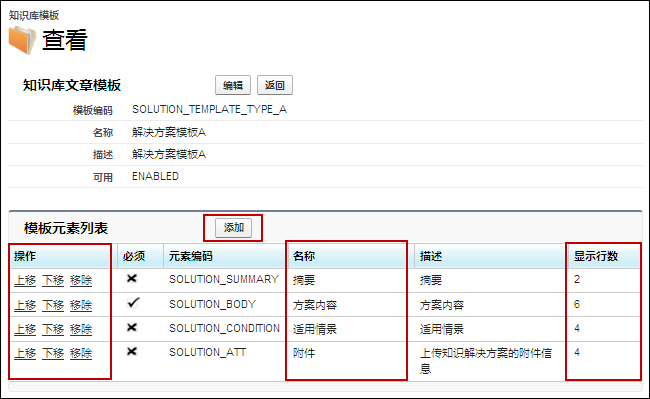 知识库模板
查看
知识库文章模板 编辑 返回
模板编码 SOLUTION_TEMPLATE_TYPE_A
名称 解决方案模板A
描述 解决方案模板A
可用 ENABLED
模板元素列表 添加
操作 必须 元素编码 名称 描述 显示行数
上移 下移 移除 SOLUTION_SUMMARY 摘要 摘要 2
上移 下移 移除 SOLUTION_BODY 方案内容 方案内容 6
上移 下移 移除 SOLUTION_CONDITION 适用情景 适用情景 4
上移 下移 移除 SOLUTION_ATT 附件 上传知识解决方案的附件信 4
息